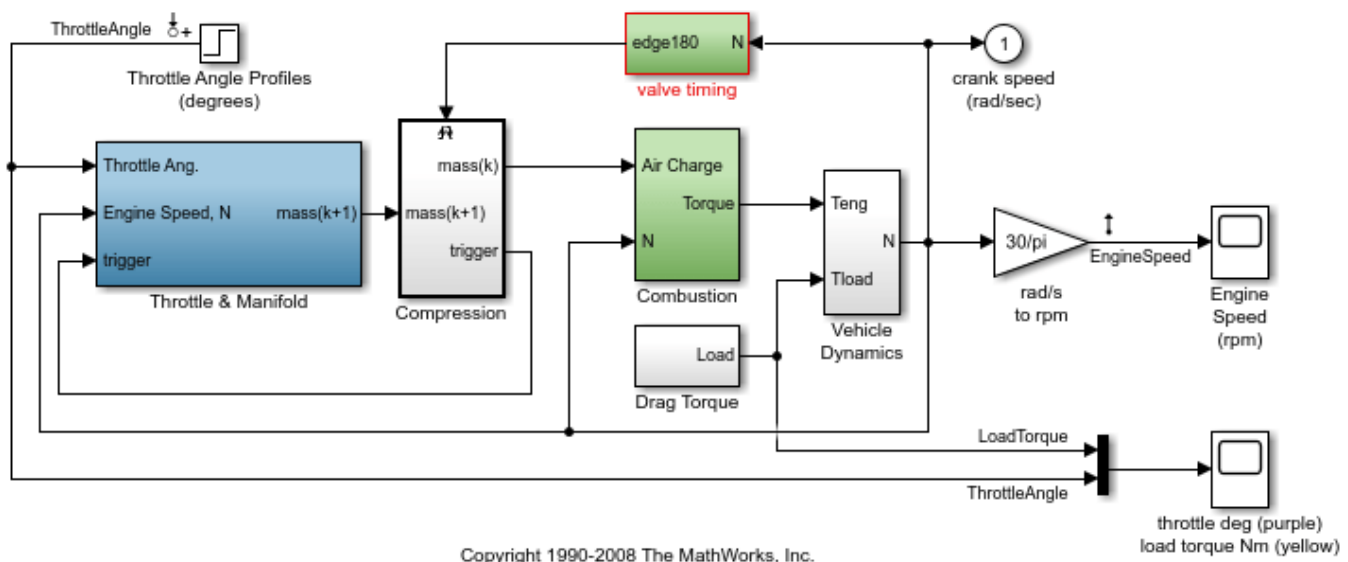 ThrottleAngle
Throttle Angle Profiles
(degrees)
edge180
N
valve timing
1
crank speed
(rad/sec)
Throttle Ang.
Engine Speed, N
trigger
mass(k+1)
Throttle & Manifold
mass(k)
mass(k+1)
trigger
Compression
Air Charge
Torque
N
Combustion
Teng
N
Tload
Vehicle
Dynamics
30/pi
rad/s
to rpm
EngineSpeed
Engine
Speed
(rpm)
Load
Drag Torque
LoadTorque
ThrottleAngle
throttle deg (purple)
load torque Nm (yellow)
Copyright 1990-2008 The MathWorks, Inc.